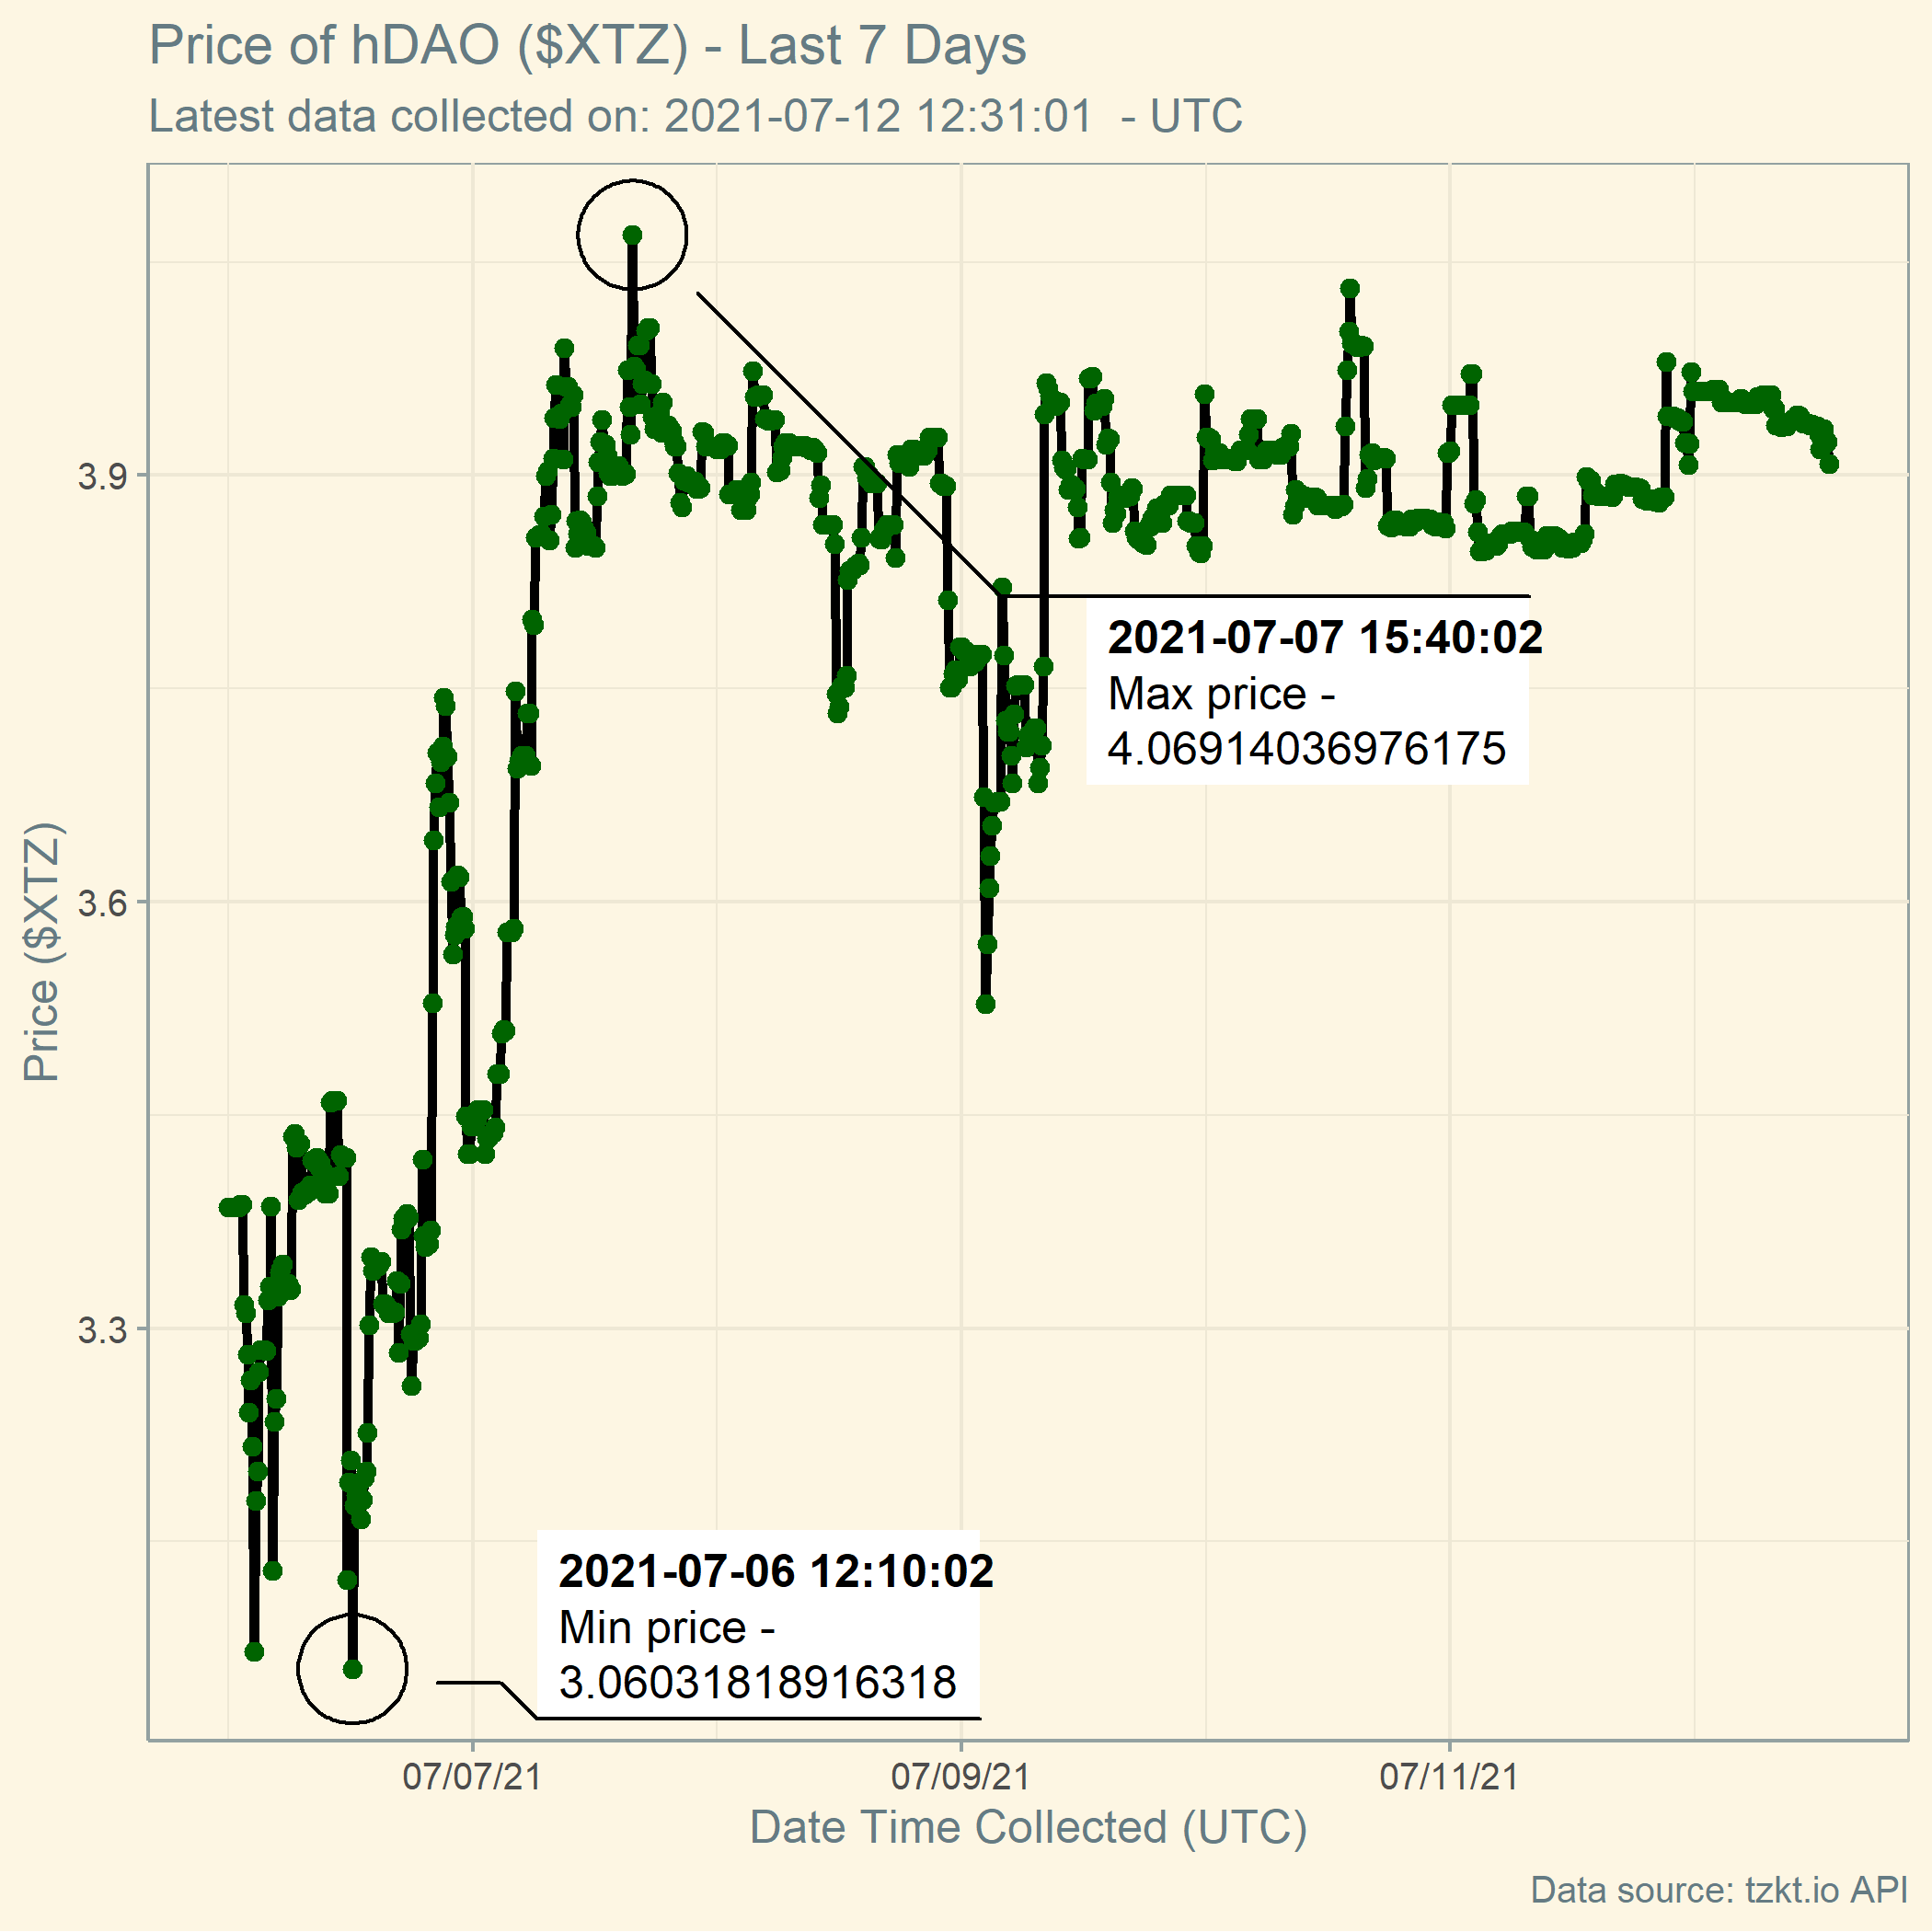 Price of hDAO ($XTZ) - Last 7 Days
Latest data collected on: 2021-07-12 12:31:01  - UTC
3.9
2021-07-07 15:40:02
Max price -
4.06914036976175
3.6
Price ($XTZ)
3.3
2021-07-06 12:10:02
Min price -
3.06031818916318
07/07/21
07/09/21
07/11/21
Date Time Collected (UTC)
Data source: tzkt.io API